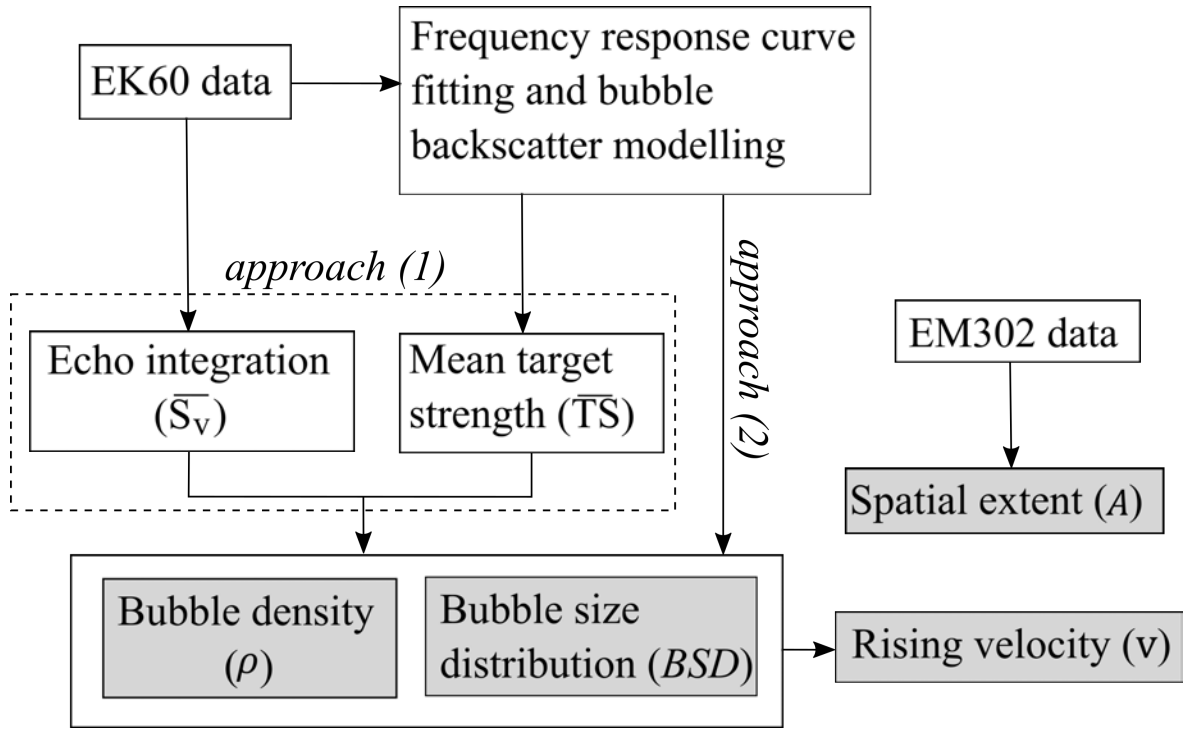 EK60 data
Frequency response curve
fitting and bubble
backscatter modelling
approach (1)
approach (2)
Echo integration
(S̅ᵥ)
Mean target
strength (T̅S̅)
EM302 data
Spatial extent (A)
Bubble density
(ρ)
Bubble size
distribution (BSD)
Rising velocity (v)